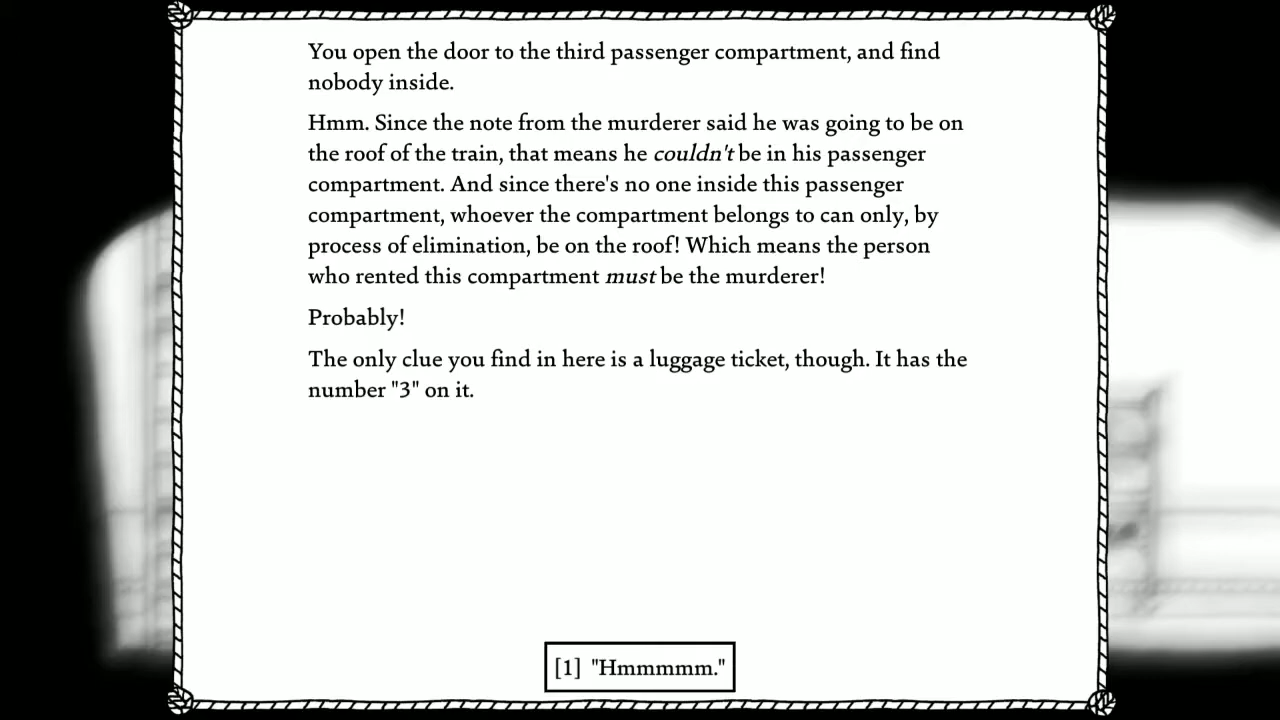 You open the door to the third passenger compartment, and find
nobody inside.
Hmm. Since the note from the murderer said he was going to be on
the roof of the train, that means he couldn't be in his passenger
compartment. And since there's no one inside this passenger
compartment, whoever the compartment belongs to can only, by
process of elimination, be on the roof! Which means the person
who rented this compartment must be the murderer!
Probably!
The only clue you find in here is a luggage ticket, though. It has the
number "3" on it.
[1] "Hmmmmm."